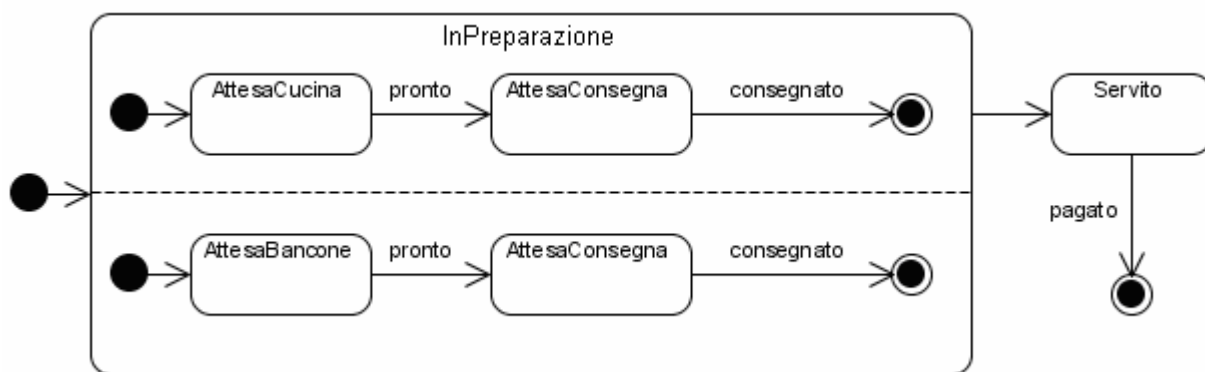 InPreparazione
AttesaCucina
pronto
AttesaConsegna
consegnato
Servito
AttesaBancone
pronto
AttesaConsegna
consegnato
pagato